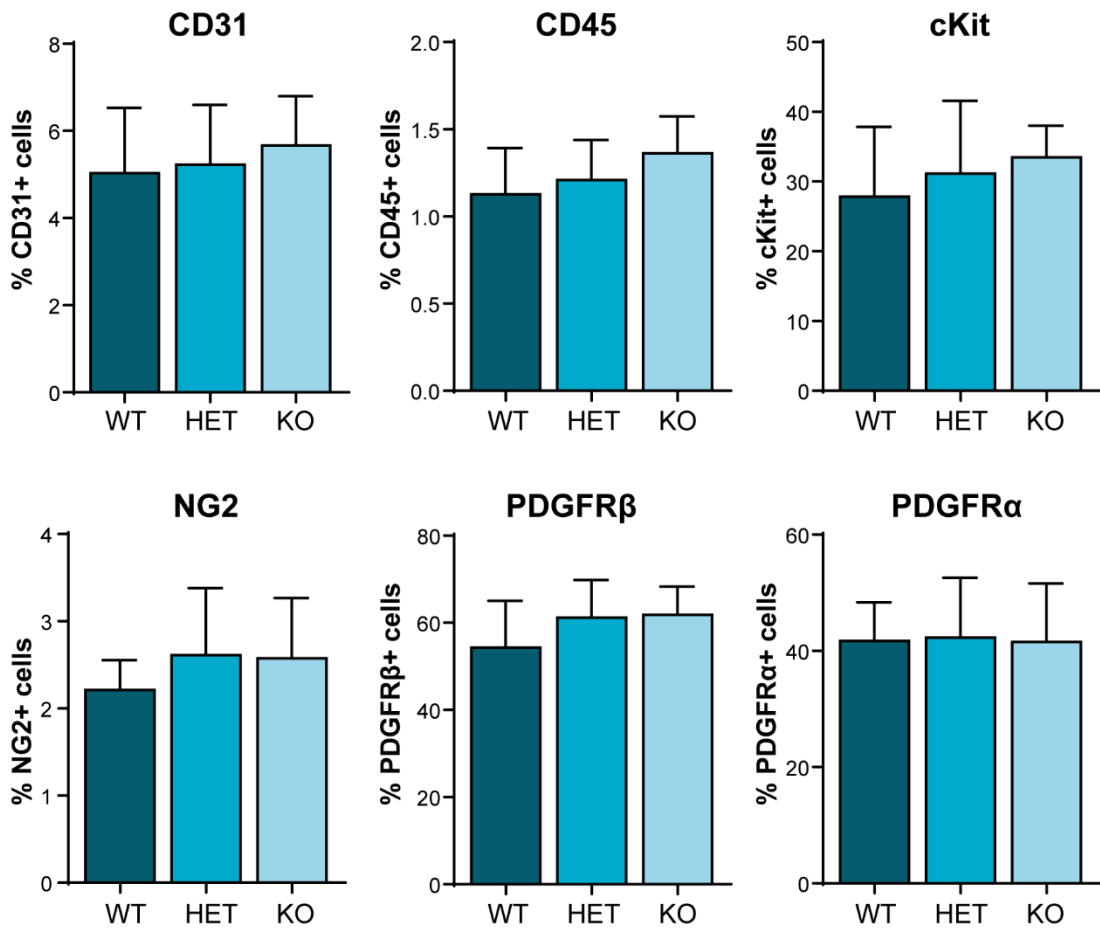 CD31
% CD31+ cells
8
6
4
2
0
WT HET KO
CD45
% CD45+ cells
2.0
1.5
1.0
0.5
0.0
WT HET KO
cKit
% cKit+ cells
50
40
30
20
10
0
WT HET KO
NG2
% NG2+ cells
4
3
2
1
0
WT HET KO
PDGFRβ
% PDGFRβ+ cells
80
60
40
20
0
WT HET KO
PDGFRα
% PDGFRα+ cells
60
40
20
0
WT HET KO